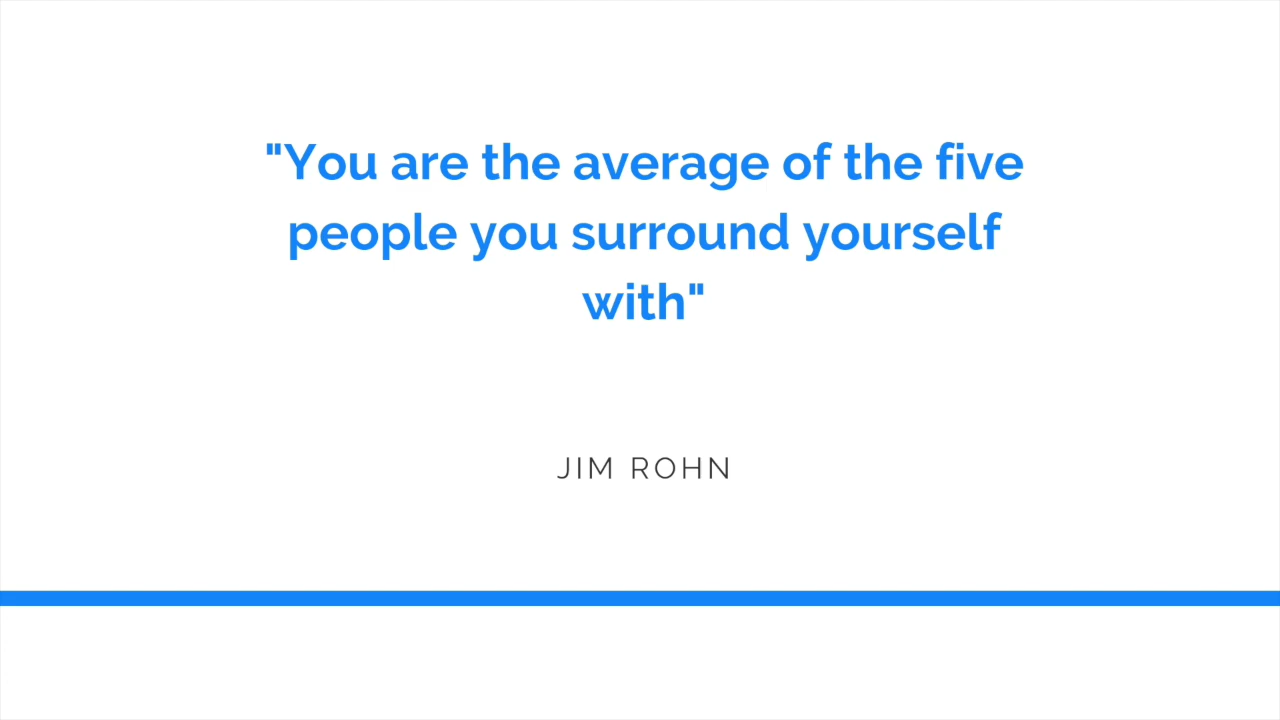 "You are the average of the five
people you surround yourself
with"
JIM ROHN